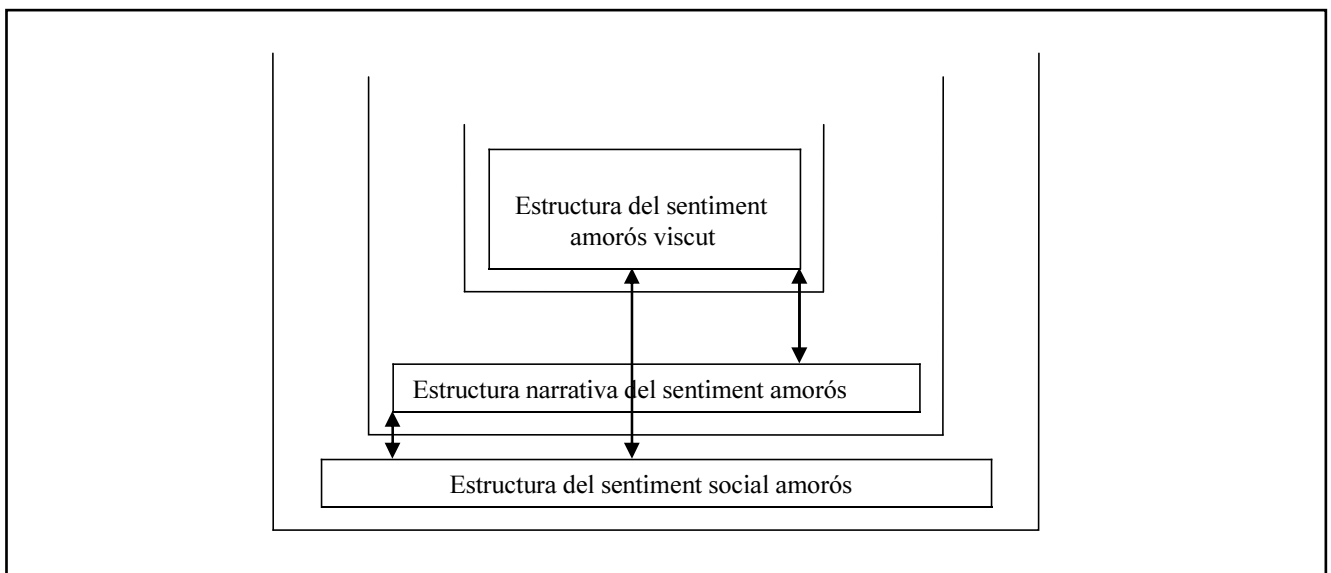 Estructura del sentiment
amorós viscut
Estructura narrativa del sentiment amorós
Estructura del sentiment social amorós